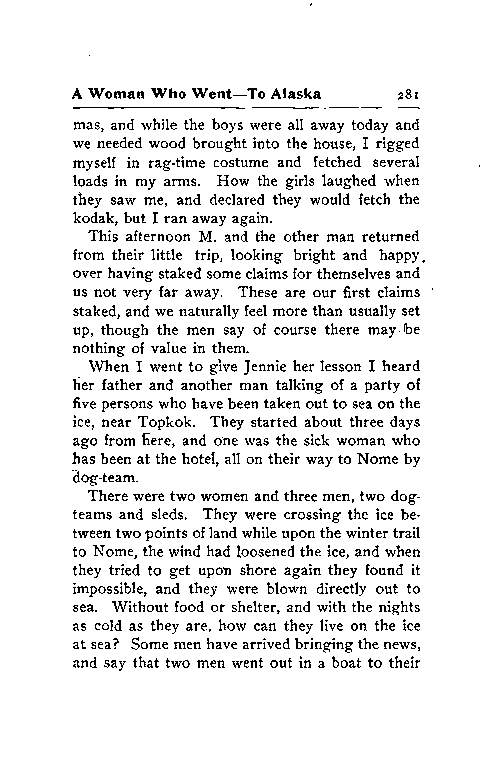 A Woman Who Went—To Alaska 281
mas, and while the boys were all away today and
we needed wood brought into the house, I rigged
myself in rag-time costume and fetched several
loads in my arms. How the girls laughed when
they saw me, and declared they would fetch the
kodak, but I ran away again.
This afternoon M. and the other man returned
from their little trip, looking bright and happy
over having staked some claims for themselves and
us not very far away. These are our first claims
staked, and we naturally feel more than usually set
up, though the men say of course there may be
nothing of value in them.
When I went to give Jennie her lesson I heard
her father and another man talking of a party of
five persons who have been taken out to sea on the
ice, near Topkok. They started about three days
ago from here, and one was the sick woman who
has been at the hotel, all on their way to Nome by
dog-team.
There were two women and three men, two dog-
teams and sleds. They were crossing the ice be-
tween two points of land while upon the winter trail
to Nome, the wind had loosened the ice, and when
they tried to get upon shore again they found it
impossible, and they were blown directly out to
sea. Without food or shelter, and with the nights
as cold as they are, how can they live on the ice
at sea? Some men have arrived bringing the news,
and say that two men went out in a boat to their